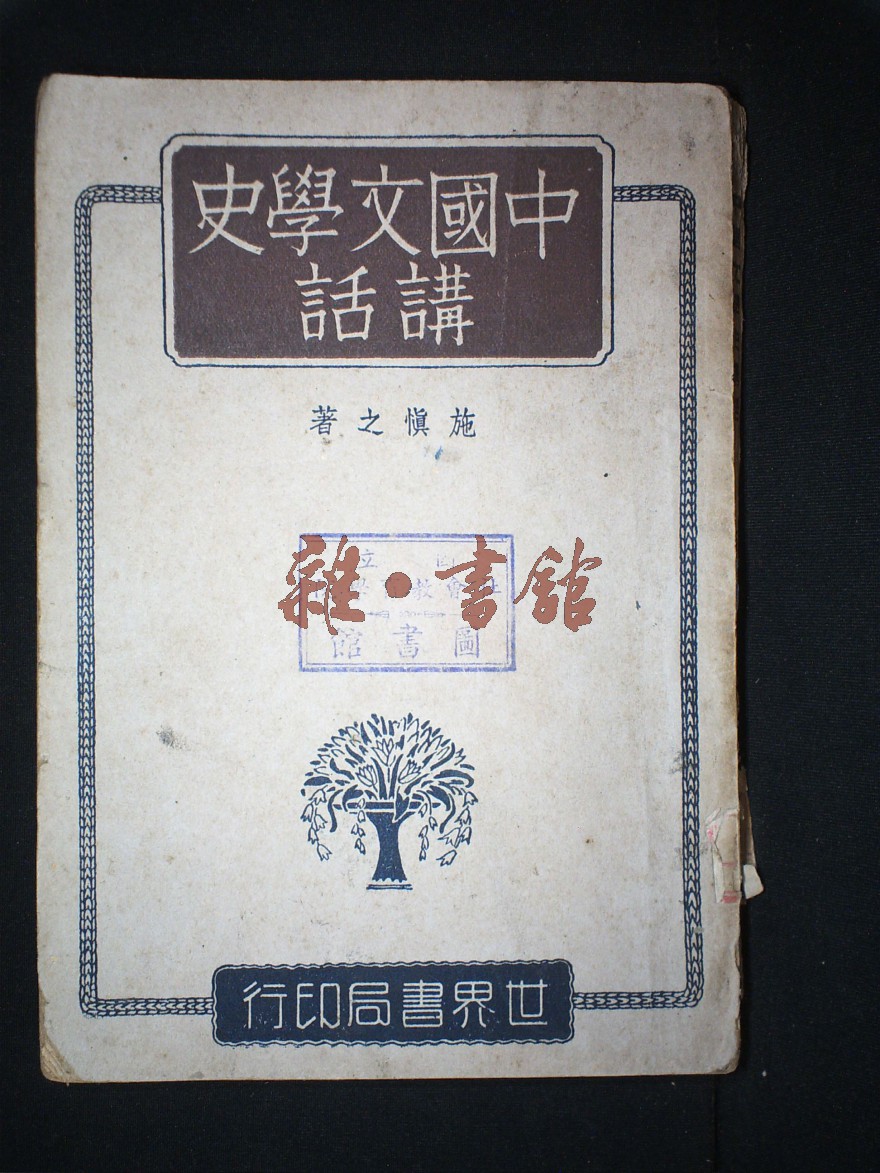 中國文學史
講話
施愼之著
雜·書館
圖書館
世界書局印行